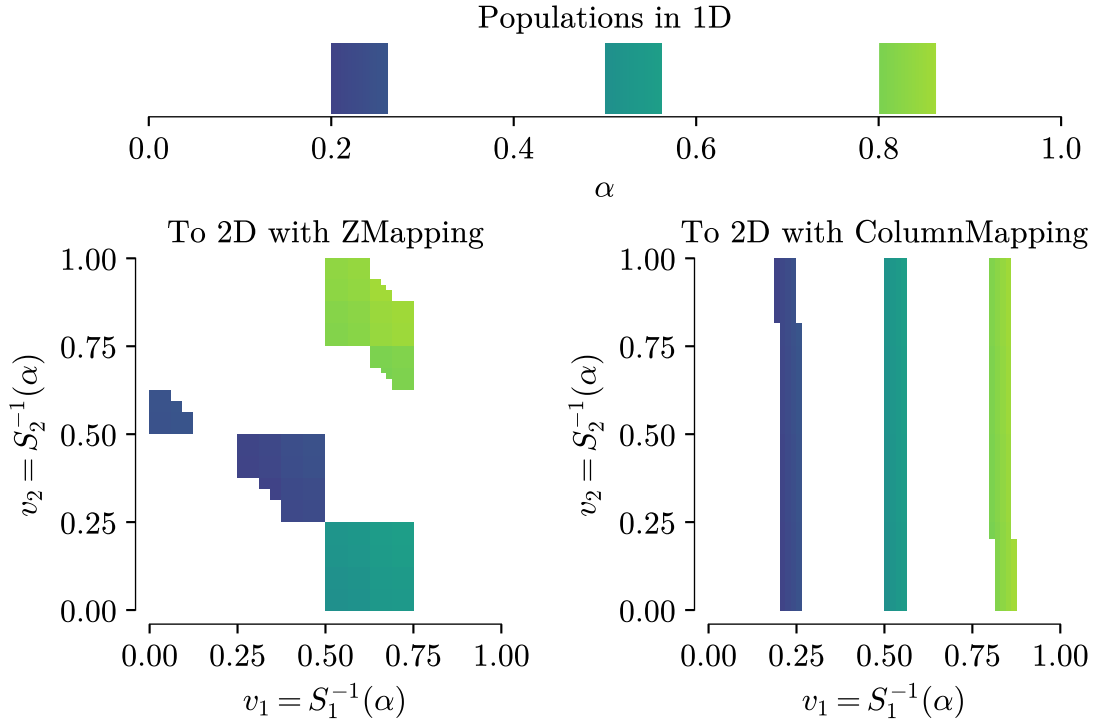 Populations in 1D
0.0 0.2 0.4 0.6 0.8 1.0
α
To 2D with ZMapping
1.00
0.75
0.50
0.25
0.00
v₂ = S₂⁻¹(α)
0.00 0.25 0.50 0.75 1.00
v₁ = S₁⁻¹(α)
To 2D with ColumnMapping
1.00
0.75
0.50
0.25
0.00
v₂ = S₂⁻¹(α)
0.00 0.25 0.50 0.75 1.00
v₁ = S₁⁻¹(α)